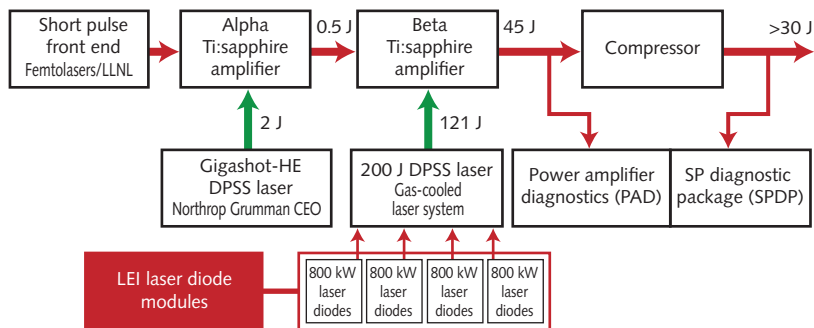 Short pulse
front end
Femtolasers/LLNL
Alpha
Ti:sapphire
amplifier
0.5 J
Beta
Ti:sapphire
amplifier
45 J
Compressor
>30 J
2 J
121 J
Gigashot-HE
DPSS laser
Northrop Grumman CEO
200 J DPSS laser
Gas-cooled
laser system
Power amplifier
diagnostics (PAD)
SP diagnostic
package (SPDP)
LEI laser diode
modules
800 kW
laser
diodes
800 kW
laser
diodes
800 kW
laser
diodes
800 kW
laser
diodes